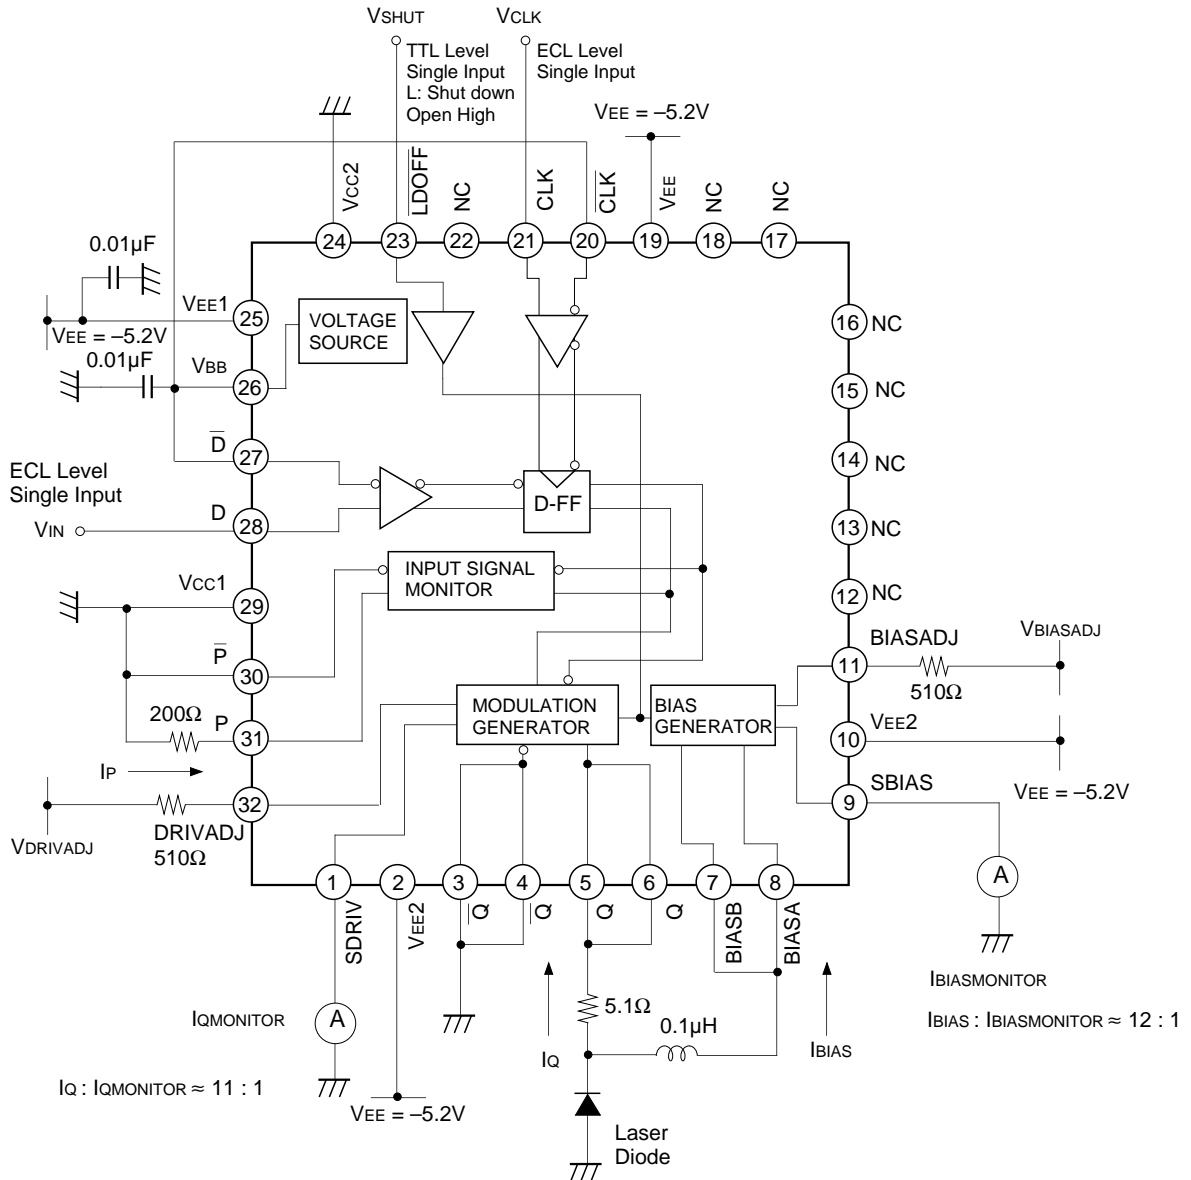 VSHUT
VCLK
TTL Level
Single Input
L: Shut down
Open High
ECL Level
Single Input
VEE = –5.2V
VCC2
LDOFF
NC
CLK
CLK
VEE
NC
NC
24
23
22
21
20
19
18
17
0.01µF
VEE1
25
VEE = –5.2V
0.01µF
VBB
26
VOLTAGE
SOURCE
16
NC
15
NC
D
27
14
NC
ECL Level
Single Input
VIN
D
28
D-FF
13
NC
VCC1
29
INPUT SIGNAL
MONITOR
12
NC
P
30
BIASADJ
11
510Ω
VBIASADJ
200Ω
P
31
MODULATION
GENERATOR
BIAS
GENERATOR
VEE2
10
VEE = –5.2V
IP
32
DRIVADJ
510Ω
VDRIVADJ
SBIAS
9
1
2
3
4
5
6
7
8
SDRIV
VEE2
Q
Q
Q
Q
BIASB
BIASA
A
IBIASMONITOR
IBIAS : IBIASMONITOR ≈ 12 : 1
IQMONITOR
A
IQ : IQMONITOR ≈ 11 : 1
VEE = –5.2V
IQ
5.1Ω
0.1µH
IBIAS
Laser
Diode